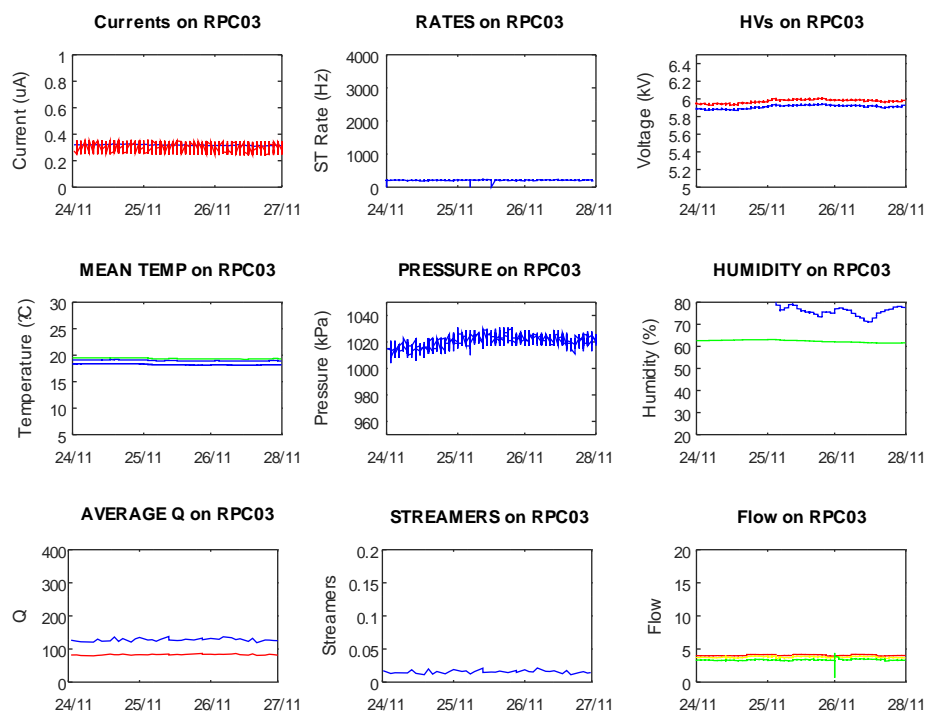 Currents on RPC03
RATES on RPC03
HVs on RPC03
Current (uA)
1
0.8
0.6
0.4
0.2
0
24/11 25/11 26/11 27/11
ST Rate (Hz)
4000
3000
2000
1000
0
24/11 25/11 26/11 28/11
Voltage (kV)
6.4
6.2
6
5.8
5.6
5.4
5.2
5
24/11 25/11 26/11 28/11
MEAN TEMP on RPC03
PRESSURE on RPC03
HUMIDITY on RPC03
Temperature (?C)
30
25
20
15
10
5
24/11 25/11 26/11 28/11
Pressure (kPa)
1040
1020
1000
980
960
24/11 25/11 26/11 28/11
Humidity (%)
80
70
60
50
40
30
20
24/11 25/11 26/11 28/11
AVERAGE Q on RPC03
STREAMERS on RPC03
Flow on RPC03
Q
400
300
200
100
0
24/11 25/11 26/11 27/11
Streamers
0.2
0.15
0.1
0.05
0
24/11 25/11 26/11 27/11
Flow
20
15
10
5
0
24/11 25/11 26/11 28/11